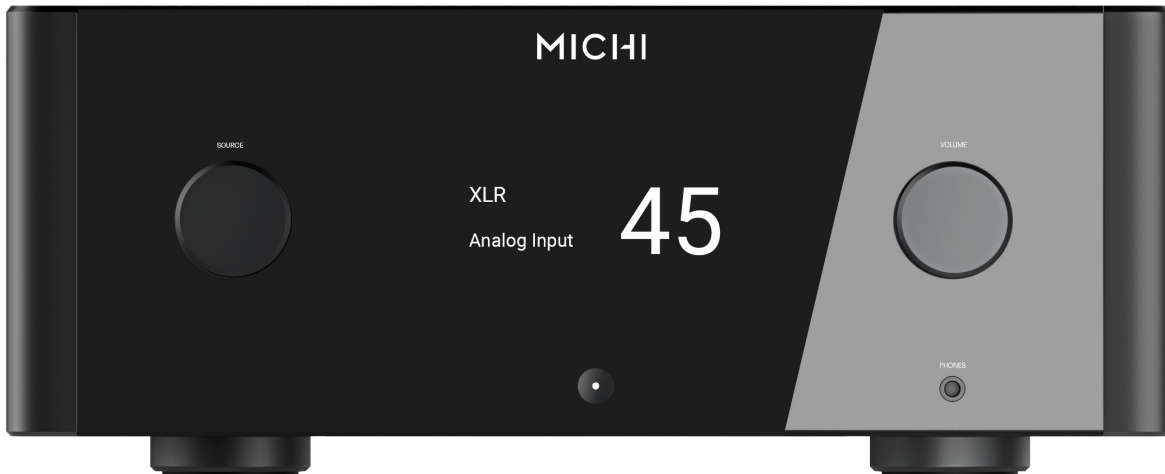 MICHI
SOURCE
VOLUME
XLR
45
Analog Input
PHONES